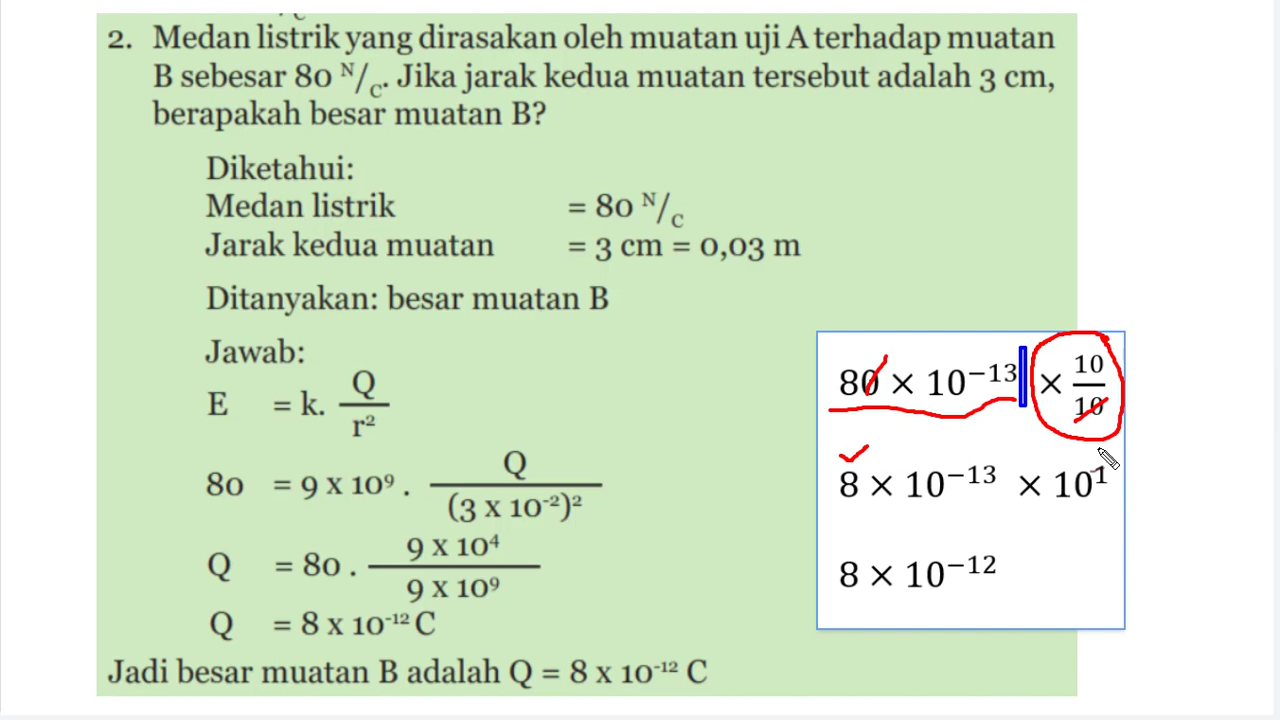 2. Medan listrik yang dirasakan oleh muatan uji A terhadap muatan
B sebesar 80 N/C. Jika jarak kedua muatan tersebut adalah 3 cm,
berapakah besar muatan B?
Diketahui:
Medan listrik = 80 N/C
Jarak kedua muatan = 3 cm = 0,03 m
Ditanyakan: besar muatan B
Jawab:
E = k. Q/r²
80 = 9 x 10⁹ . Q/(3 x 10⁻²)²
Q = 80 . 9 x 10⁴/9 x 10⁹
Q = 8 x 10⁻¹² C
Jadi besar muatan B adalah Q = 8 x 10⁻¹² C
80 × 10⁻¹³ × 10/10
8 × 10⁻¹³ × 10¹
8 × 10⁻¹²